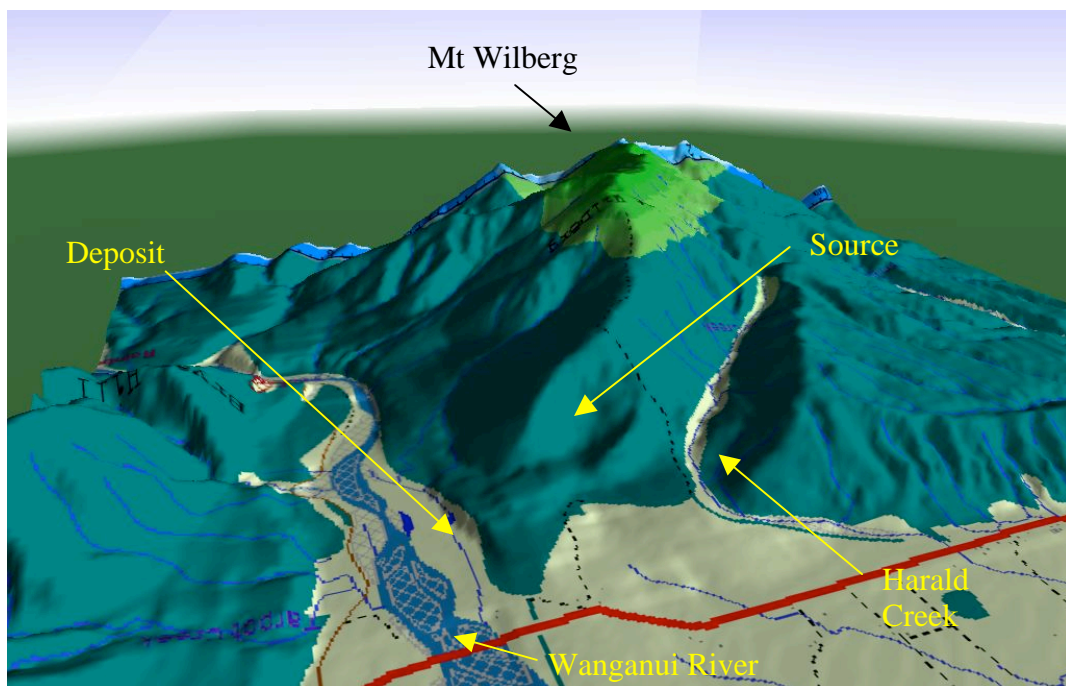 Mt Wilberg
Deposit
Source
Harald
Creek
Wanganui River